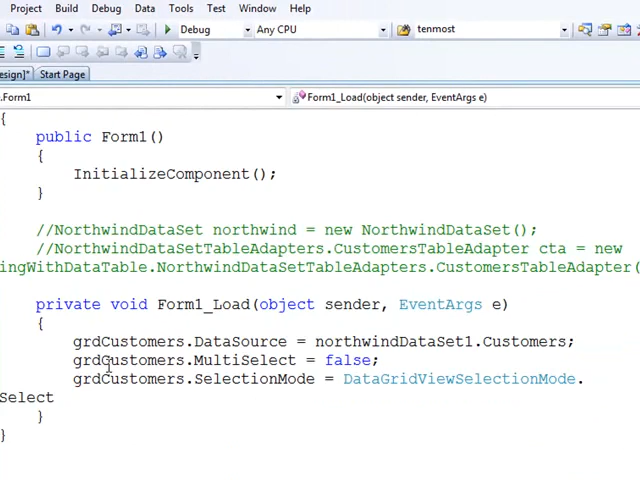 Project Build Debug Data Tools Test Window Help
Debug Any CPU tenmost
esign]* Start Page
.Form1 Form1_Load(object sender, EventArgs e)
{
public Form1()
{
InitializeComponent();
}
//NorthwindDataSet northwind = new NorthwindDataSet();
//NorthwindDataSetTableAdapters.CustomersTableAdapter cta = new
ingWithDataTable.NorthwindDataSetTableAdapters.CustomersTableAdapter(
private void Form1_Load(object sender, EventArgs e)
{
grdCustomers.DataSource = northwindDataSet1.Customers;
grdCustomers.MultiSelect = false;
grdCustomers.SelectionMode = DataGridViewSelectionMode.
Select
}
}